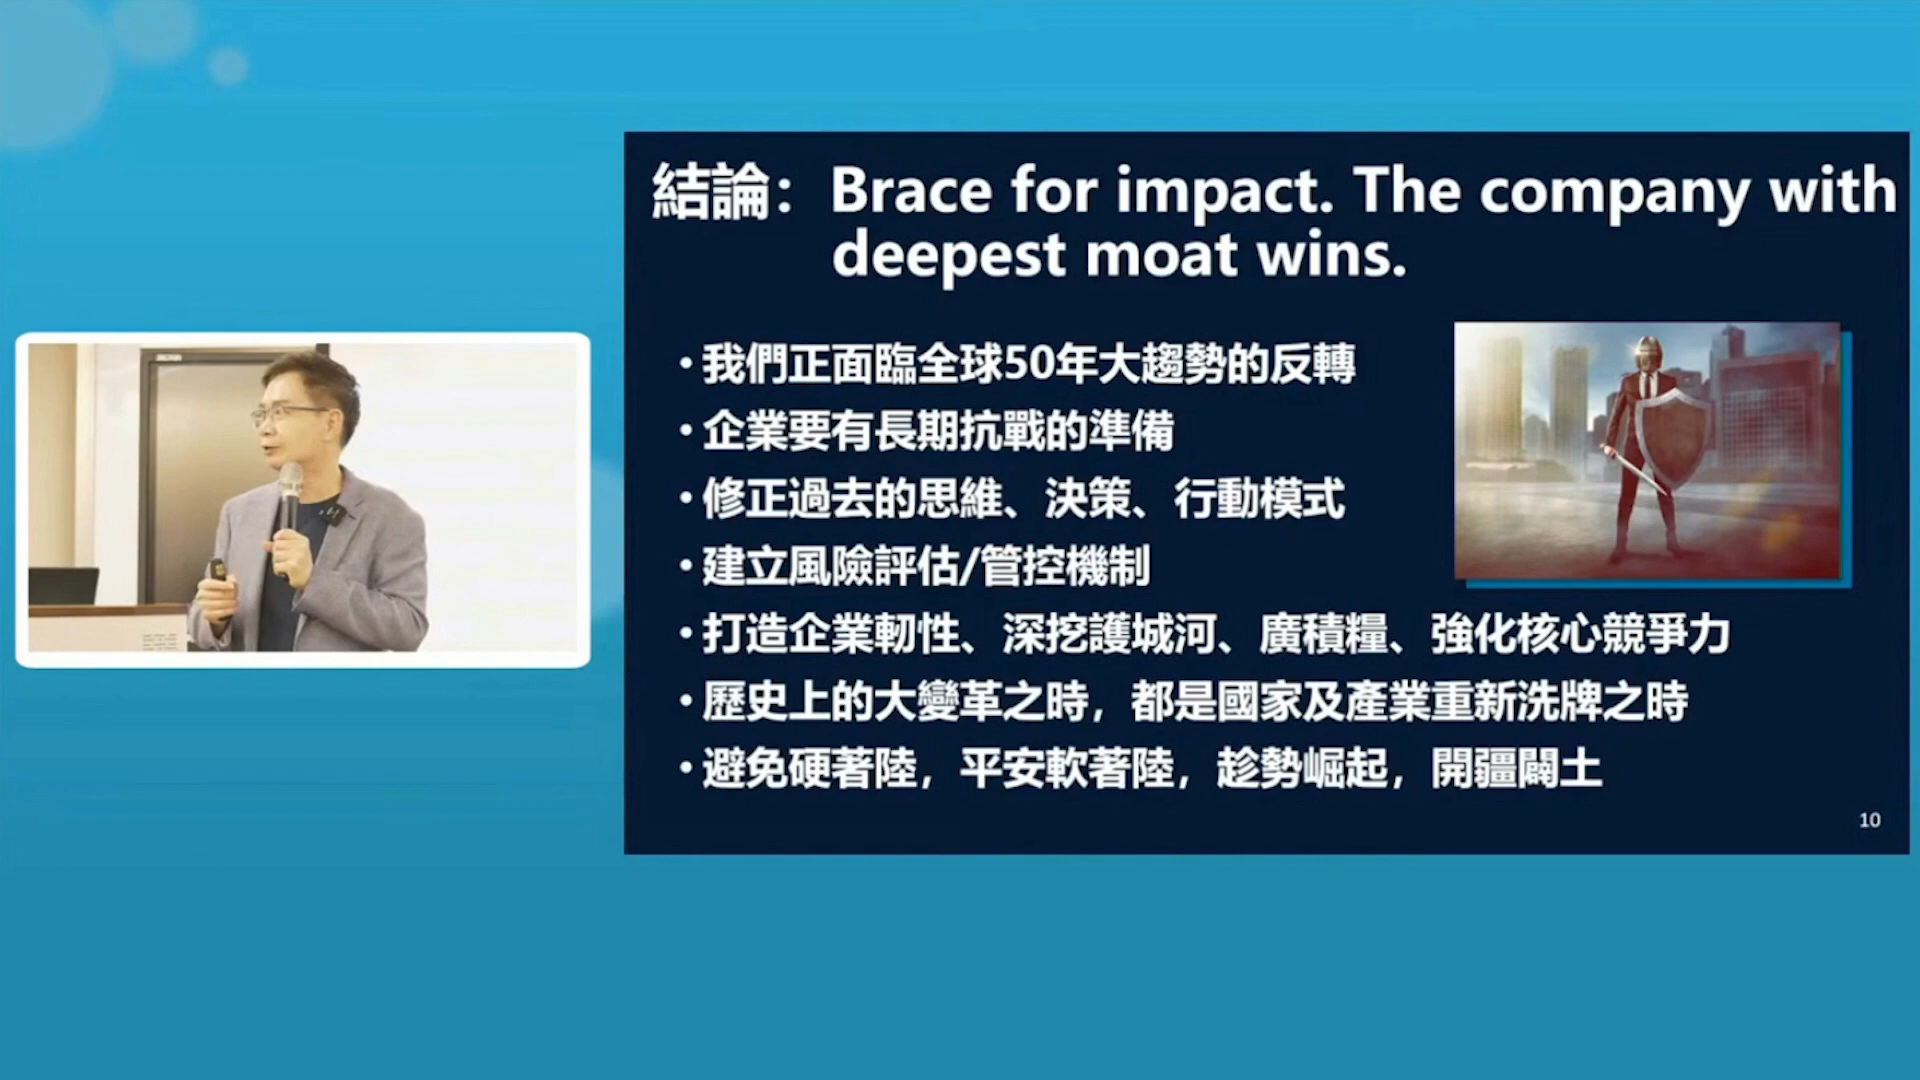 結論：Brace for impact. The company with
deepest moat wins.
•我們正面臨全球50年大趨勢的反轉
•企業要有長期抗戰的準備
•修正過去的思維、決策、行動模式
•建立風險評估/管控機制
•打造企業韌性、深挖護城河、廣積糧、強化核心競爭力
•歷史上的大變革之時，都是國家及產業重新洗牌之時
•避免硬著陸，平安軟著陸，趁勢崛起，開疆闢土
10